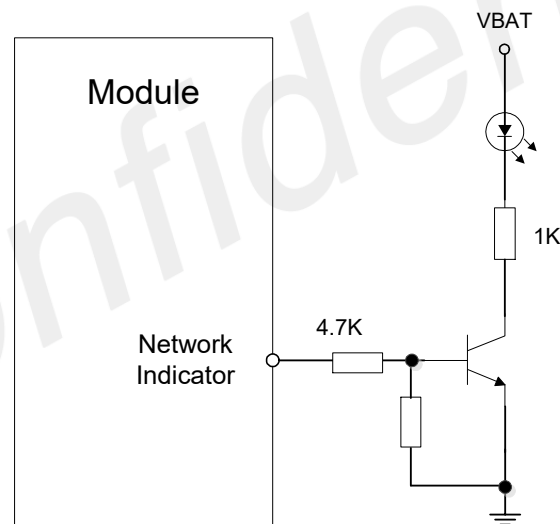 VBAT
Module
1K
4.7K
Network
Indicator